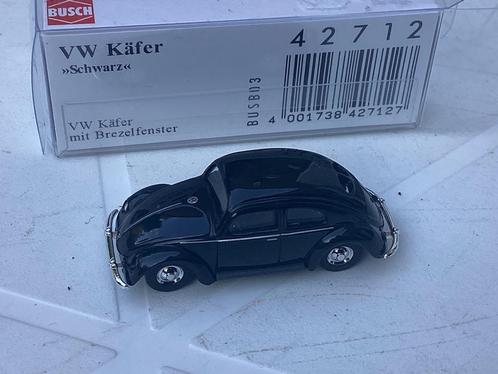 BUSCH
VW Käfer
»Schwarz«
VW Käfer
mit Brezelfenster
42712
BUSB03
4 001738 427127